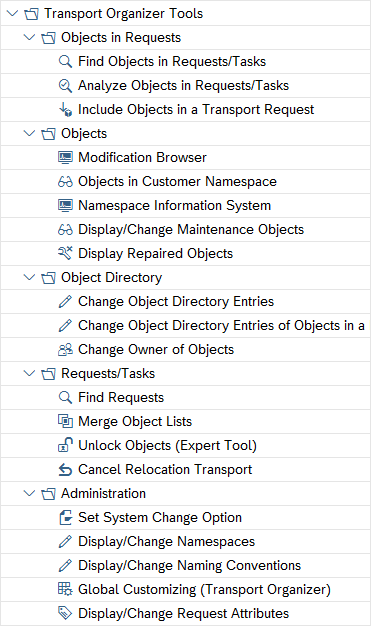 Transport Organizer Tools
Objects in Requests
Find Objects in Requests/Tasks
Analyze Objects in Requests/Tasks
Include Objects in a Transport Request
Objects
Modification Browser
Objects in Customer Namespace
Namespace Information System
Display/Change Maintenance Objects
Display Repaired Objects
Object Directory
Change Object Directory Entries
Change Object Directory Entries of Objects in a
Change Owner of Objects
Requests/Tasks
Find Requests
Merge Object Lists
Unlock Objects (Expert Tool)
Cancel Relocation Transport
Administration
Set System Change Option
Display/Change Namespaces
Display/Change Naming Conventions
Global Customizing (Transport Organizer)
Display/Change Request Attributes